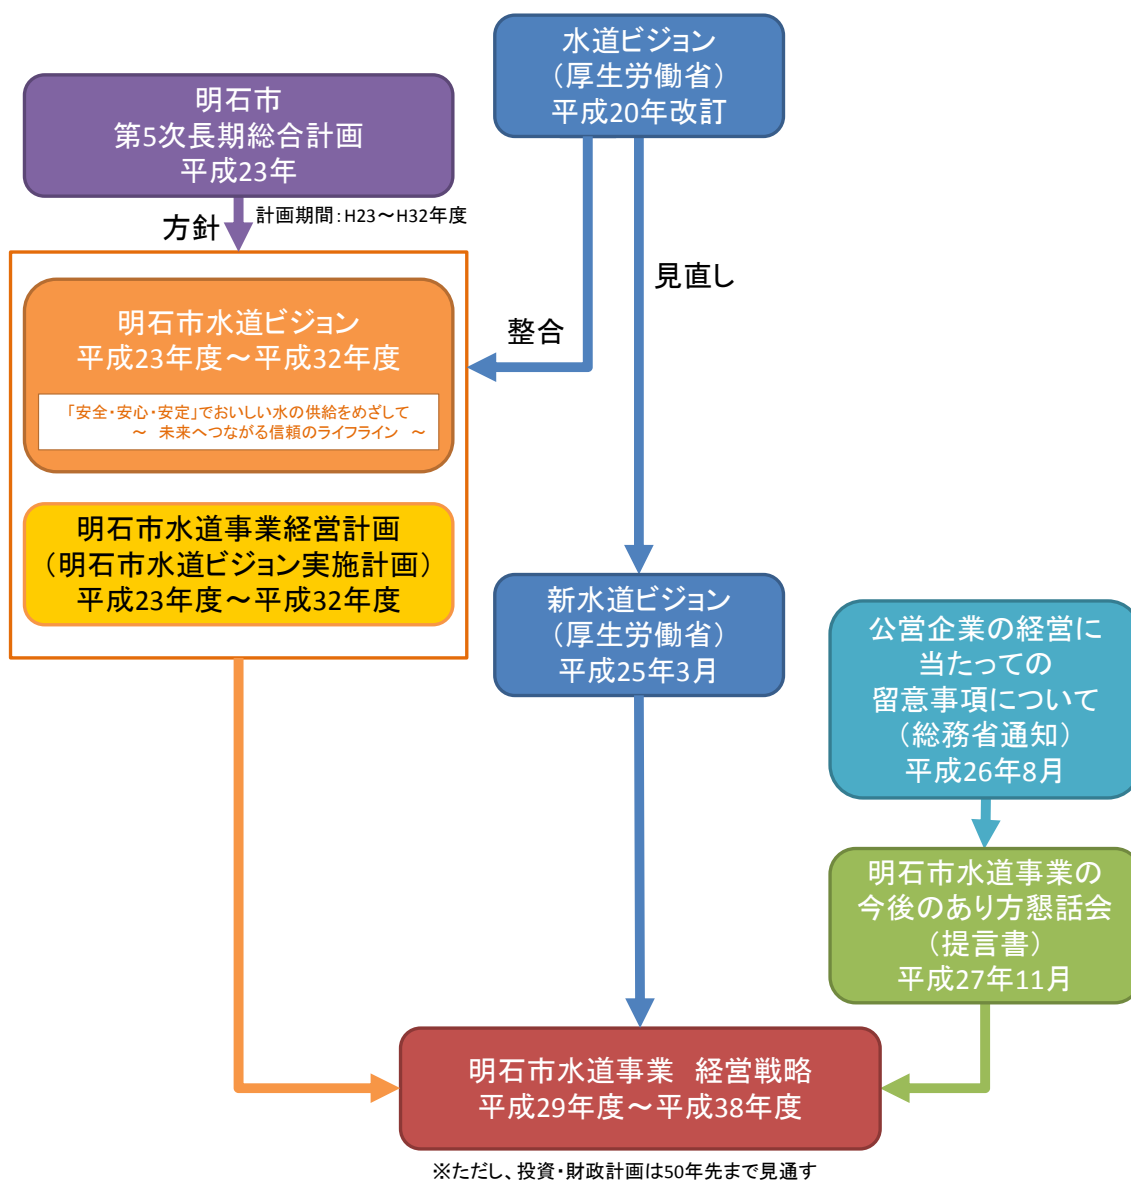 水道ビジョン
（厚生労働省）
平成20年改訂
明石市
第5次長期総合計画
平成23年
方針
計画期間：H23～H32年度
見直し
整合
明石市水道ビジョン
平成23年度～平成32年度
「安全・安心・安定」でおいしい水の供給をめざして
～　未来へつながる信頼のライフライン　～
明石市水道事業経営計画
（明石市水道ビジョン実施計画）
平成23年度～平成32年度
新水道ビジョン
（厚生労働省）
平成25年3月
公営企業の経営に
当たっての
留意事項について
（総務省通知）
平成26年8月
明石市水道事業の
今後のあり方懇話会
（提言書）
平成27年11月
明石市水道事業　経営戦略
平成29年度～平成38年度
※ただし、投資・財政計画は50年先まで見通す